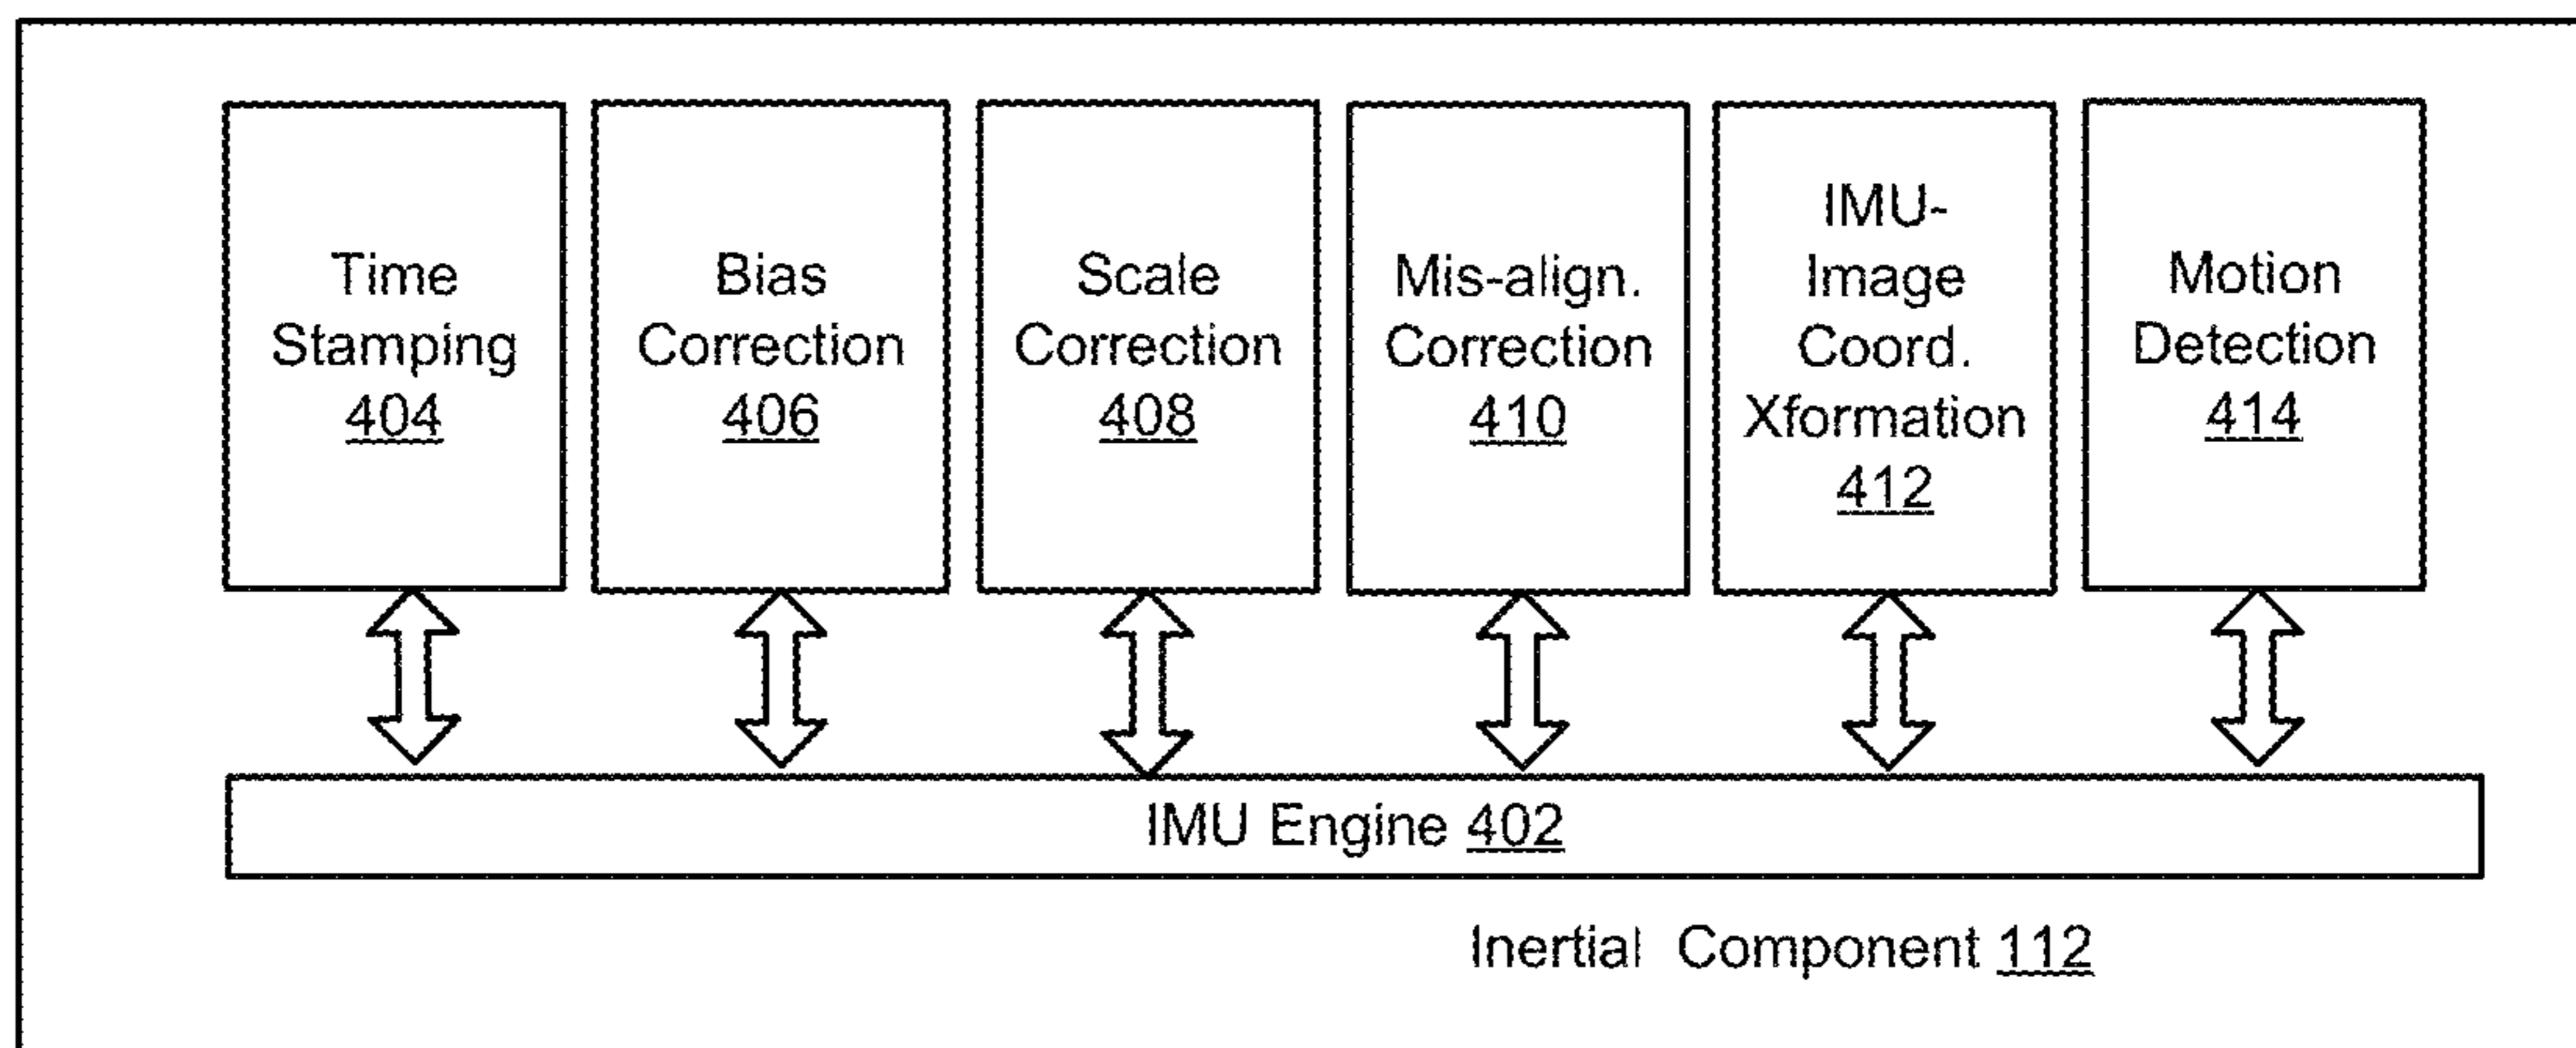 Time
Stamping
404
Bias
Correction
406
Scale
Correction
408
Mis-align.
Correction
410
IMU-
Image
Coord.
Xformation
412
Motion
Detection
414
IMU Engine 402
Inertial Component 112